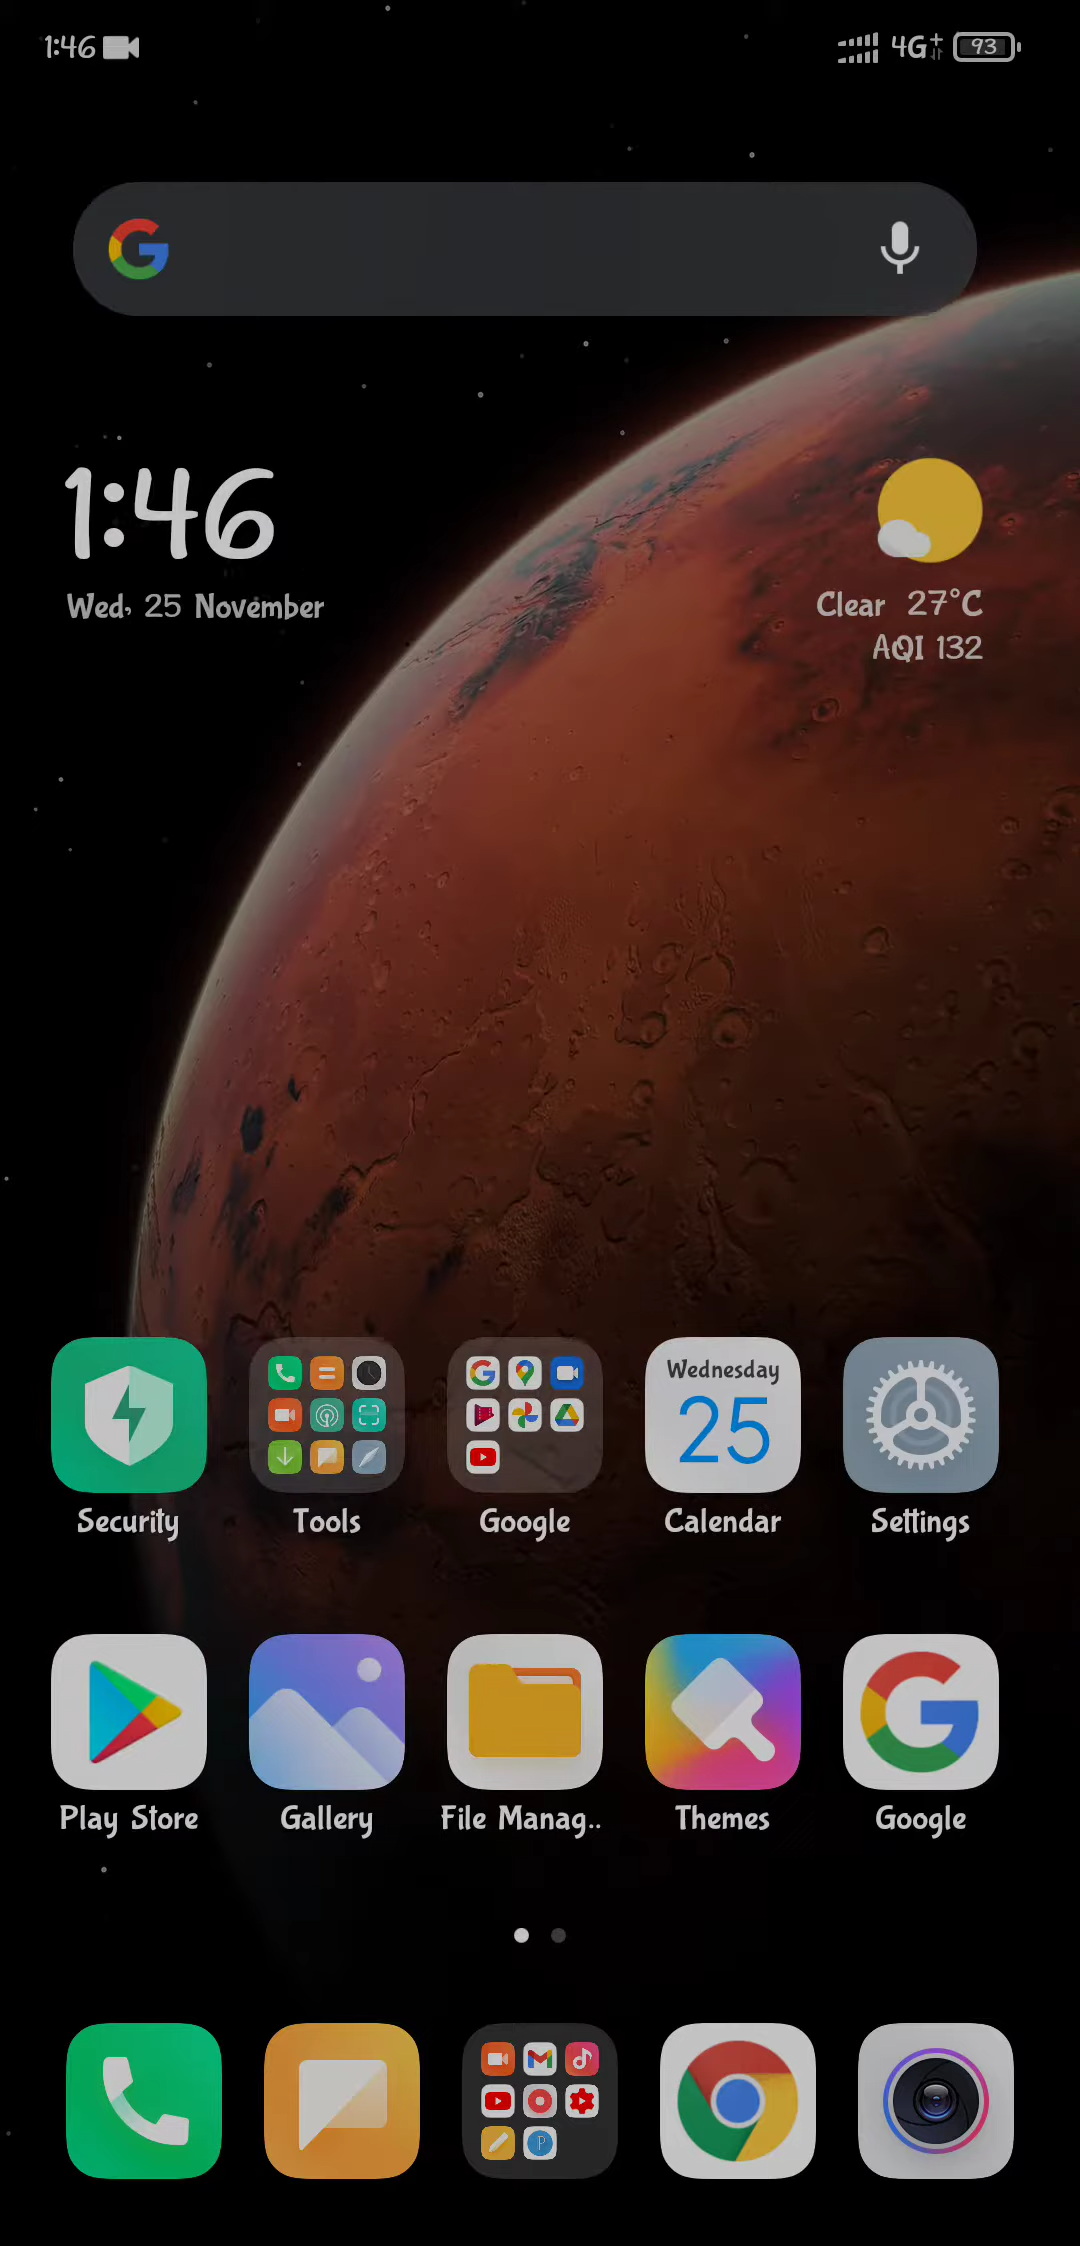 1:46
4G+
93
1:46
Wed, 25 November
Clear 27°C
AQI 132
Wednesday
25
Security
Tools
Google
Calendar
Settings
Play Store
Gallery
File Manag..
Themes
Google